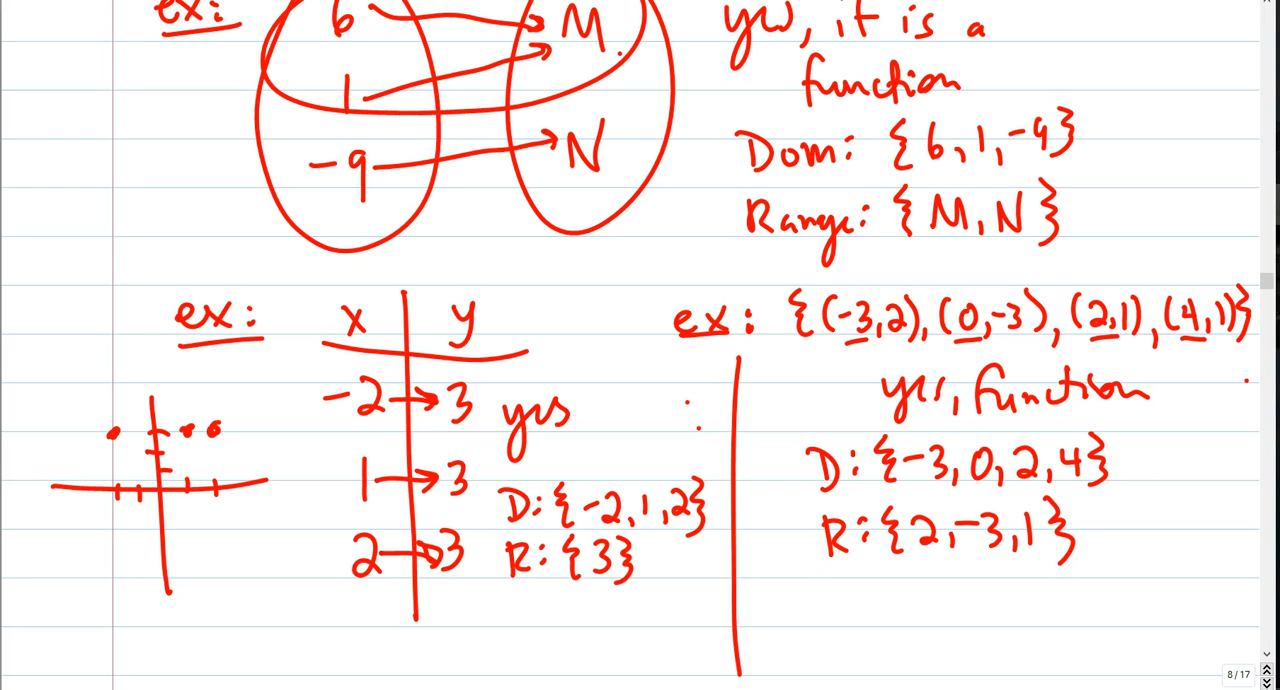 ex:
6 M
1
-9 N
yes, it is a
function
Dom: {6, 1, -9}
Range: {M, N}
ex:
x y
-2 3
1 3
2 3
yes
D: {-2, 1, 2}
R: {3}
ex: {(-3,2), (0,-3), (2,1), (4,1)}
yes, function
D: {-3, 0, 2, 4}
R: {2, -3, 1}
8 / 17